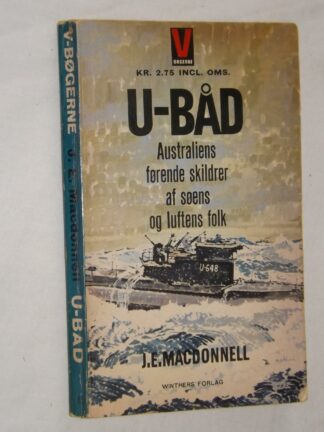 V
BØGERNE
KR. 2.75 INCL. OMS.
U-BÅD
Australiens
førende skildrer
af søens
og luftens folk
U-648
J.E.MACDONNELL
WINTHERS FORLAG
V-BØGERNE J. E. Macdonnell U-BÅD